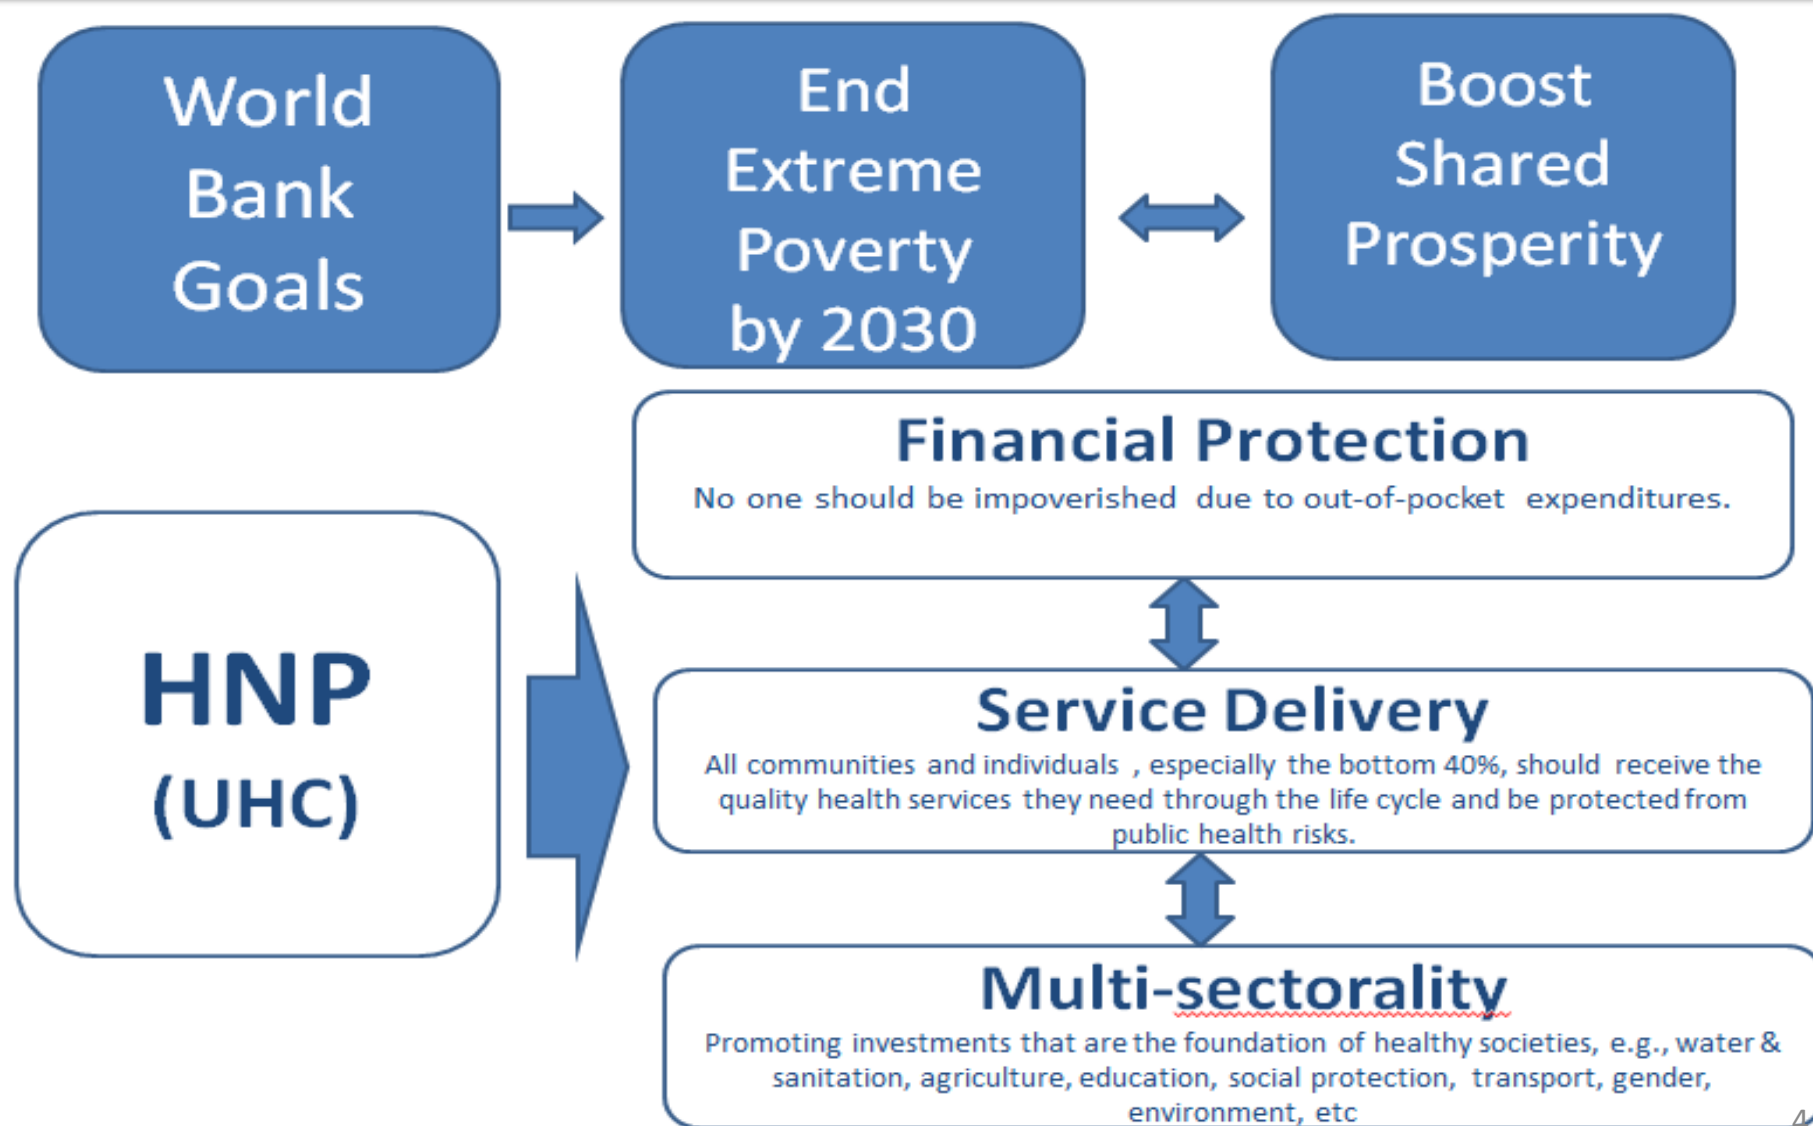 World
Bank
Goals
End
Extreme
Poverty
by 2030
Boost
Shared
Prosperity
Financial Protection
No one should be impoverished due to out-of-pocket expenditures.
HNP
(UHC)
Service Delivery
All communities and individuals , especially the bottom 40%, should receive the
quality health services they need through the life cycle and be protected from
public health risks.
Multi-sectorality
Promoting investments that are the foundation of healthy societies, e.g., water &
sanitation, agriculture, education, social protection, transport, gender,
environment, etc
4